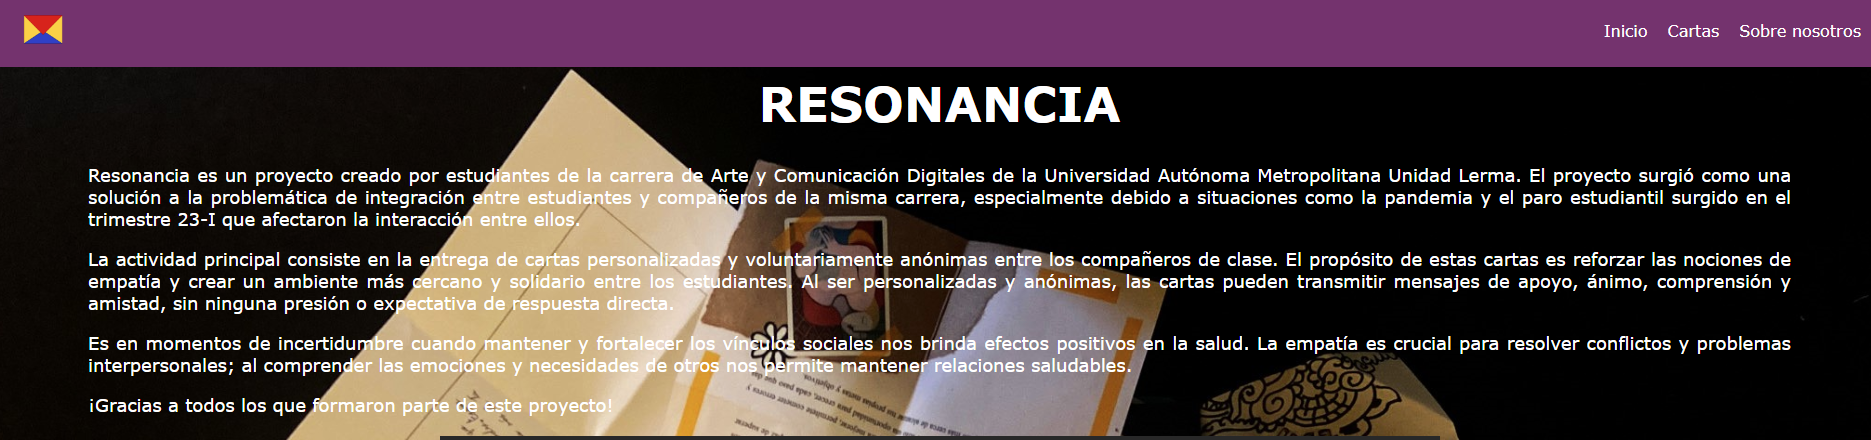 Inicio Cartas Sobre nosotros
RESONANCIA
Resonancia es un proyecto creado por estudiantes de la carrera de Arte y Comunicación Digitales de la Universidad Autónoma Metropolitana Unidad Lerma. El proyecto surgió como una
solución a la problemática de integración entre estudiantes y compañeros de la misma carrera, especialmente debido a situaciones como la pandemia y el paro estudiantil surgido en el
trimestre 23-I que afectaron la interacción entre ellos.
La actividad principal consiste en la entrega de cartas personalizadas y voluntariamente anónimas entre los compañeros de clase. El propósito de estas cartas es reforzar las nociones de
empatía y crear un ambiente más cercano y solidario entre los estudiantes. Al ser personalizadas y anónimas, las cartas pueden transmitir mensajes de apoyo, ánimo, comprensión y
amistad, sin ninguna presión o expectativa de respuesta directa.
Es en momentos de incertidumbre cuando mantener y fortalecer los vínculos sociales nos brinda efectos positivos en la salud. La empatía es crucial para resolver conflictos y problemas
interpersonales; al comprender las emociones y necesidades de otros nos permite mantener relaciones saludables.
¡Gracias a todos los que formaron parte de este proyecto!